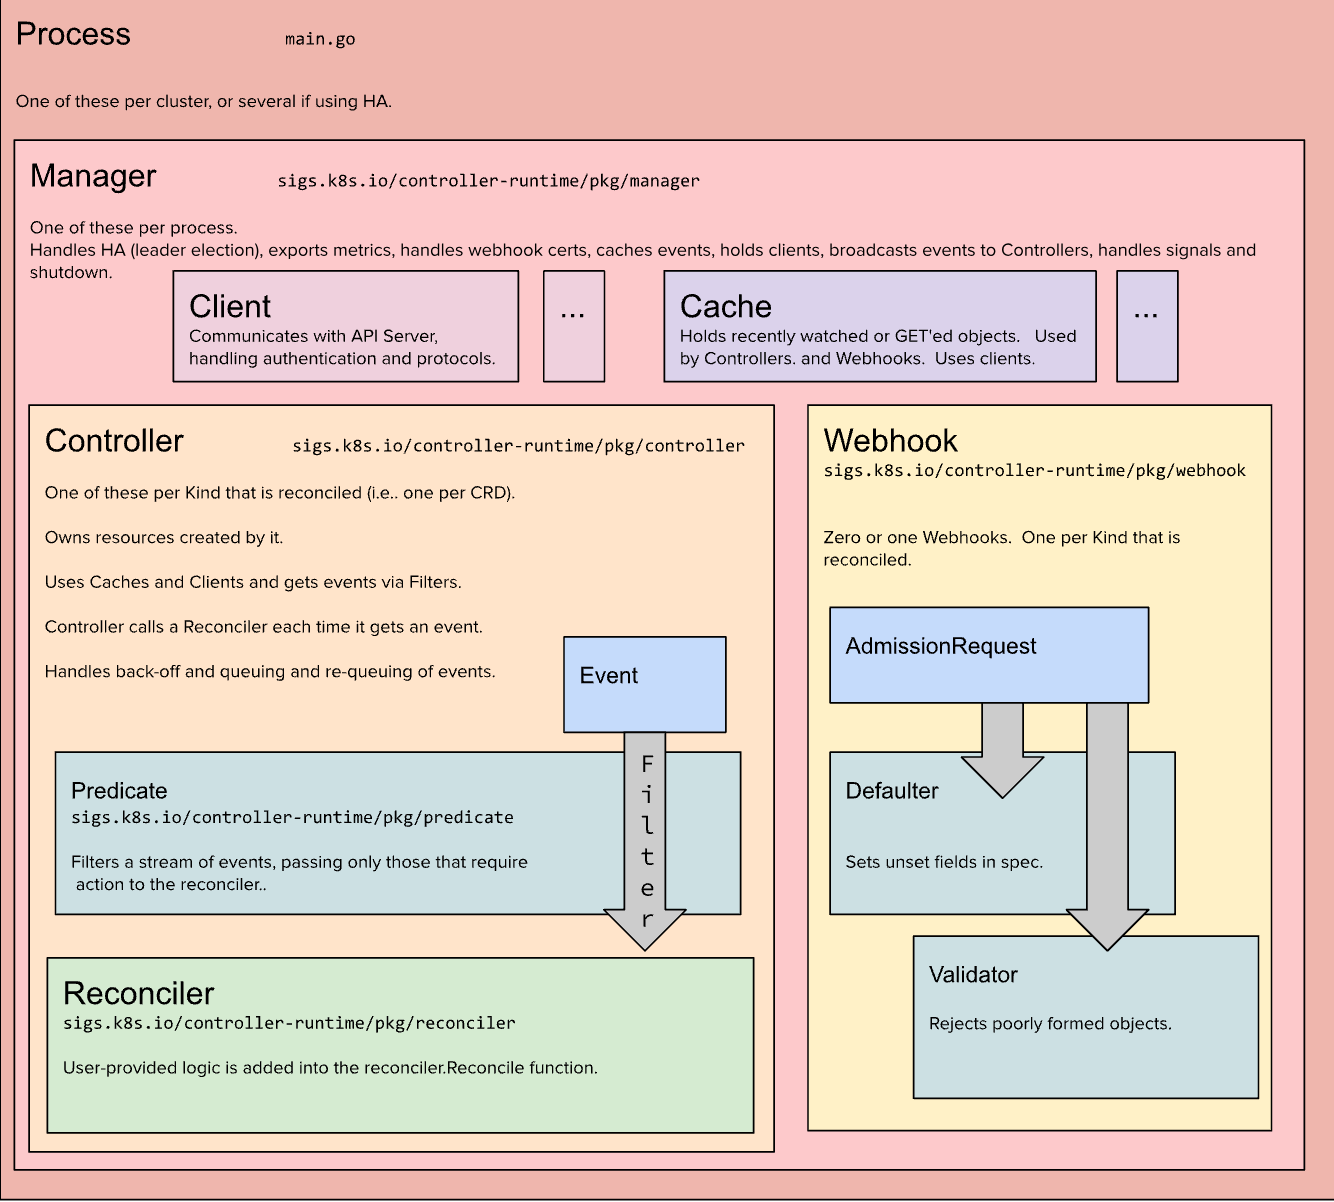 Process
main.go
One of these per cluster, or several if using HA.
Manager
sigs.k8s.io/controller-runtime/pkg/manager
One of these per process.
Handles HA (leader election), exports metrics, handles webhook certs, caches events, holds clients, broadcasts events to Controllers, handles signals and
shutdown.
Client
Communicates with API Server,
handling authentication and protocols.
...
Cache
Holds recently watched or GET'ed objects.   Used
by Controllers. and Webhooks.  Uses clients.
...
Controller
sigs.k8s.io/controller-runtime/pkg/controller
One of these per Kind that is reconciled (i.e.. one per CRD).
Owns resources created by it.
Uses Caches and Clients and gets events via Filters.
Controller calls a Reconciler each time it gets an event.
Handles back-off and queuing and re-queuing of events.
Event
Filter
Predicate
sigs.k8s.io/controller-runtime/pkg/predicate
Filters a stream of events, passing only those that require
action to the reconciler..
Reconciler
sigs.k8s.io/controller-runtime/pkg/reconciler
User-provided logic is added into the reconciler.Reconcile function.
Webhook
sigs.k8s.io/controller-runtime/pkg/webhook
Zero or one Webhooks.  One per Kind that is
reconciled.
AdmissionRequest
Defaulter
Sets unset fields in spec.
Validator
Rejects poorly formed objects.